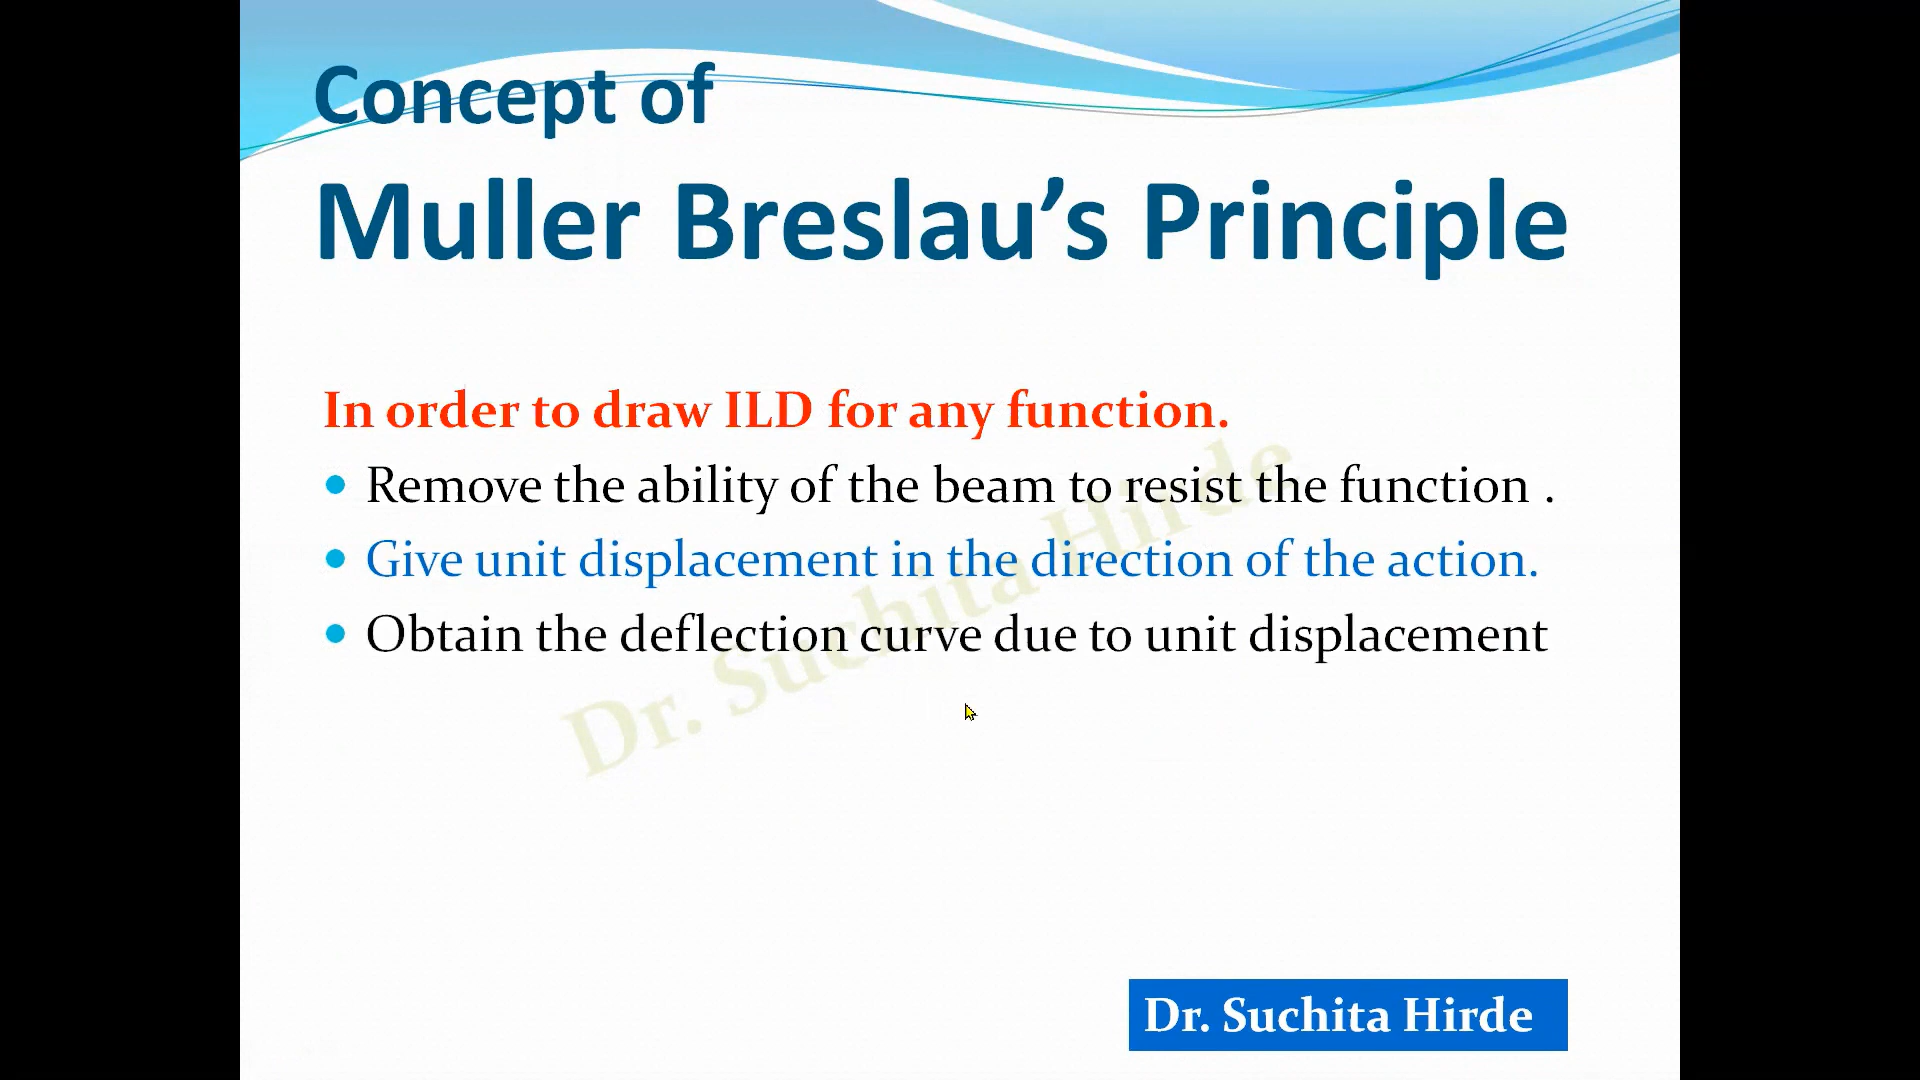 Concept of
Muller Breslau’s Principle
In order to draw ILD for any function.
• Remove the ability of the beam to resist the function .
• Give unit displacement in the direction of the action.
• Obtain the deflection curve due to unit displacement
Dr. Suchita Hirde
Dr. Suchita Hirde